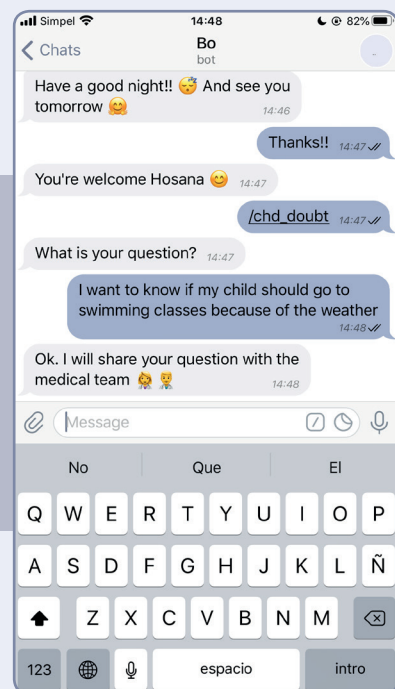 Simpel 14:48 82%
Chats Bo
bot
Have a good night!! 😴 And see you
tomorrow 🤗 14:46
Thanks!! 14:47
You're welcome Hosana 😊 14:47
/chd_doubt 14:47
What is your question? 14:47
I want to know if my child should go to
swimming classes because of the weather
14:48
Ok. I will share your question with the
medical team 👩‍⚕️ 👨‍⚕️ 14:48
Message
No Que El
Q W E R T Y U I O P
A S D F G H J K L Ñ
Z X C V B N M
123 espacio intro